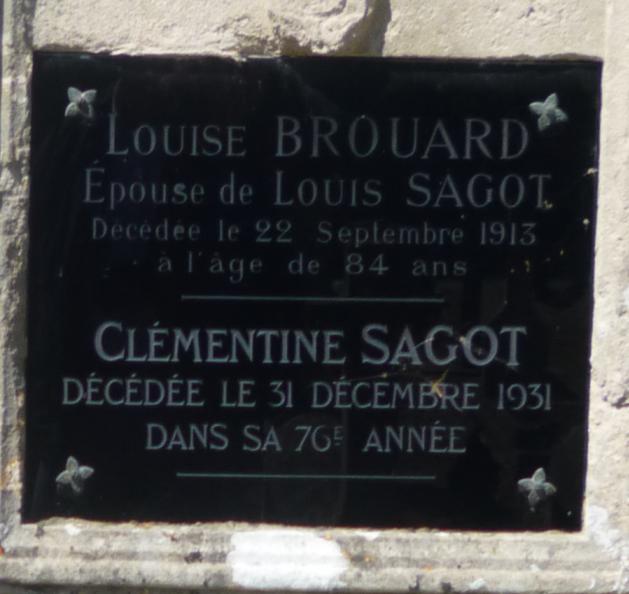 LOUISE BROUARD
Épouse de LOUIS SAGOT
Décédée le 22 Septembre 1913
à l'âge de 84 ans
CLÉMENTINE SAGOT
DÉCÉDÉE LE 31 DÉCEMBRE 1931
DANS SA 76E ANNÉE